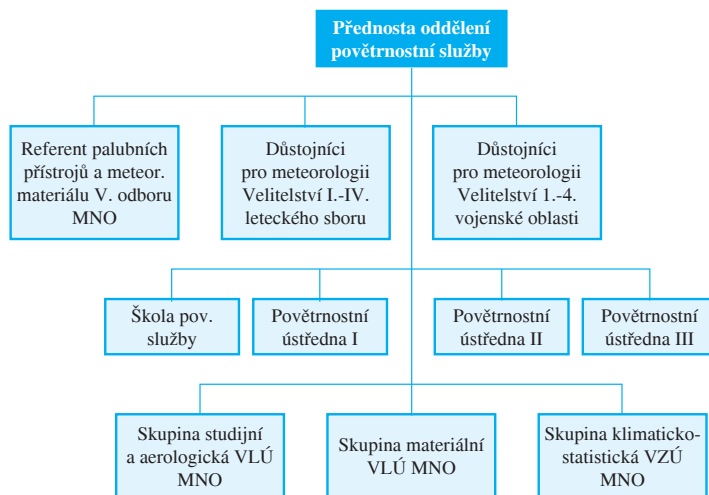 Přednosta oddělení
povětrnostní služby
Referent palubních
přístrojů a meteor.
materiálu V. odboru
MNO
Důstojníci
pro meteorologii
Velitelství I.-IV.
leteckého sboru
Důstojníci
pro meteorologii
Velitelství 1.-4.
vojenské oblasti
Škola pov.
služby
Povětrnostní
ústředna I
Povětrnostní
ústředna II
Povětrnostní
ústředna III
Skupina studijní
a aerologická VLÚ
MNO
Skupina materiální
VLÚ MNO
Skupina klimaticko-
statistická VZÚ
MNO